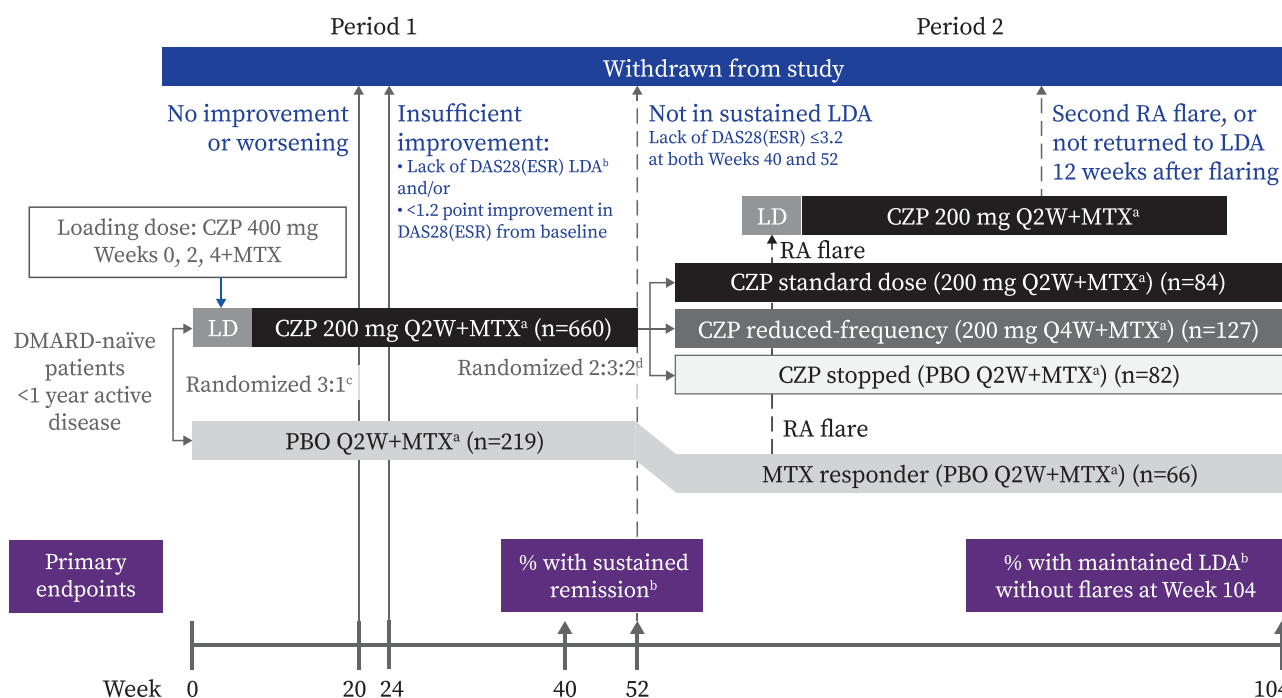 Period 1
Period 2
Withdrawn from study
No improvement
or worsening
Insufficient
improvement:
• Lack of DAS28(ESR) LDAᵇ
and/or
• <1.2 point improvement in
DAS28(ESR) from baseline
Not in sustained LDA
Lack of DAS28(ESR) ≤3.2
at both Weeks 40 and 52
Second RA flare, or
not returned to LDA
12 weeks after flaring
Loading dose: CZP 400 mg
Weeks 0, 2, 4+MTX
LD
CZP 200 mg Q2W+MTXᵃ
RA flare
CZP standard dose (200 mg Q2W+MTXᵃ) (n=84)
LD
CZP 200 mg Q2W+MTXᵃ (n=660)
CZP reduced-frequency (200 mg Q4W+MTXᵃ) (n=127)
DMARD-naïve
patients
<1 year active
disease
Randomized 3:1ᶜ
Randomized 2:3:2ᵈ
CZP stopped (PBO Q2W+MTXᵃ) (n=82)
RA flare
PBO Q2W+MTXᵃ (n=219)
MTX responder (PBO Q2W+MTXᵃ) (n=66)
Primary
endpoints
% with sustained
remissionᵇ
% with maintained LDAᵇ
without flares at Week 104
Week
0
20
24
40
52
104